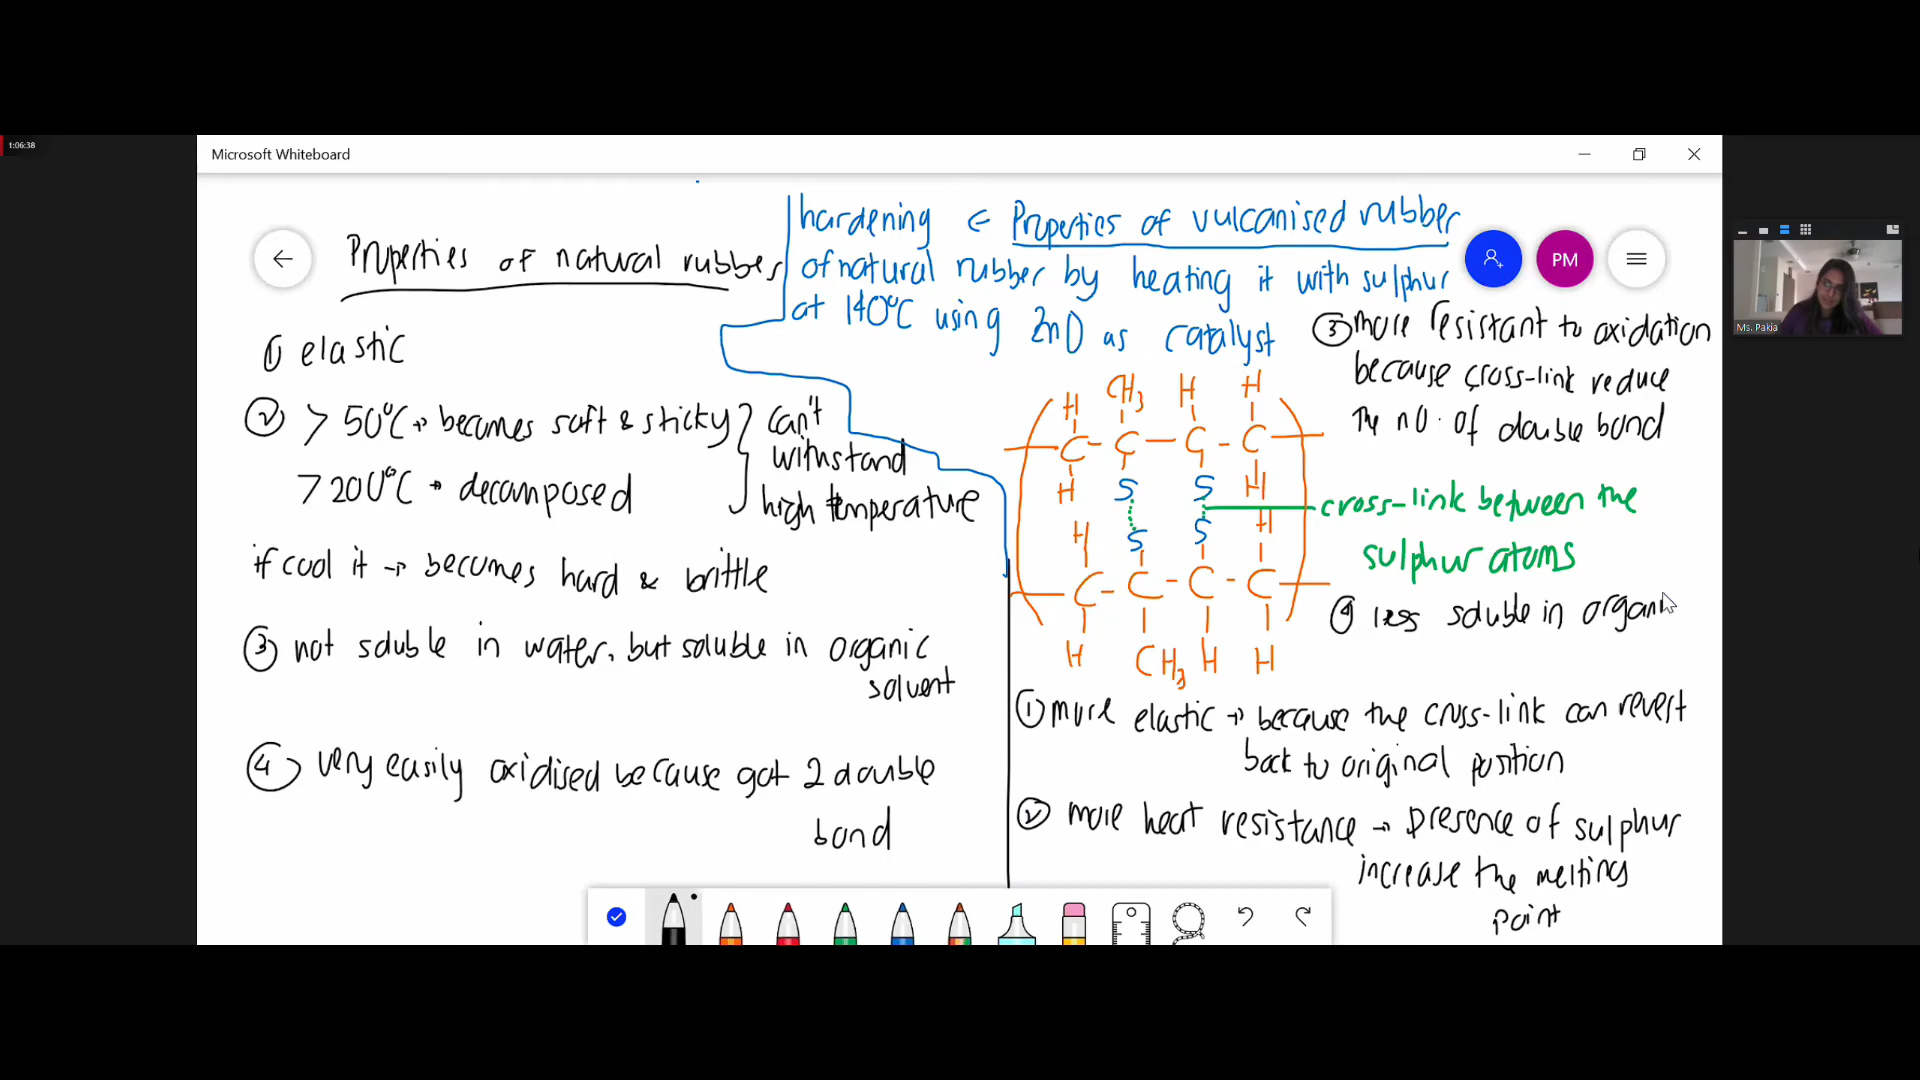 1:06:38
Microsoft Whiteboard
Properties of natural rubber
① elastic
② > 50°C → becomes soft & sticky
> 200°C → decomposed
can't
withstand
high temperature
if cool it → becomes hard & brittle
③ not soluble in water, but soluble in organic
solvent
④ very easily oxidised because got 2 double
bond
hardening ← Properties of vulcanised rubber
of natural rubber by heating it with sulphur
at 140°C using ZnO as catalyst
PM
Ms. Pakia
③ more resistant to oxidation
because cross-link reduce
the no. of double bond
H CH3 H H
C - C - C - C
H S S H
cross-link between the
sulphur atoms
H S S H
C - C - C - C
H CH3 H H
④ less soluble in organi
① more elastic → because the cross-link can revert
back to original position
② more heat resistance → presence of sulphur
increase the melting
point